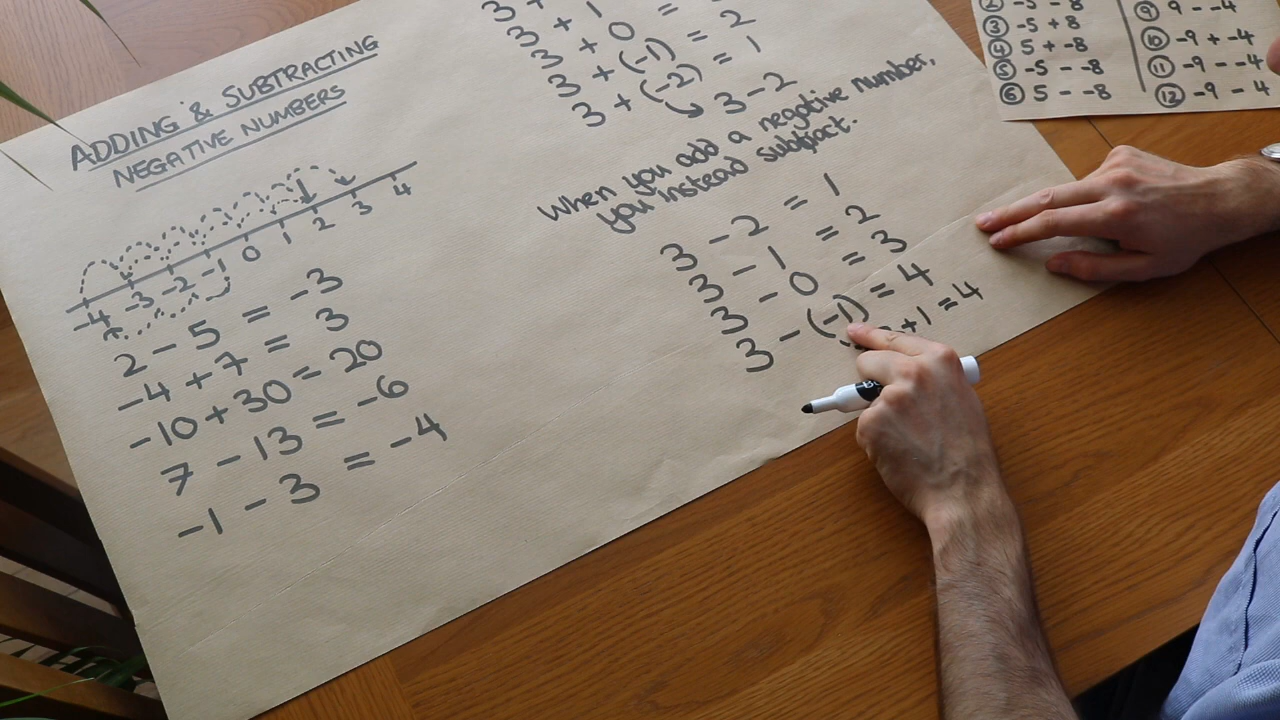 ADDING & SUBTRACTING
NEGATIVE NUMBERS
-4 -3 -2 -1 0 1 2 3 4
2 - 5 = -3
-4 + 7 = 3
-10 + 30 = 20
7 - 13 = -6
-1 - 3 = -4
3 +
3 + 1 =
3 + 0 = 2
3 + (-1) = 1
3 + (-2)
3 - 2
When you add a negative number,
you instead subtract.
3 - 2 = 1
3 - 1 = 2
3 - 0 = 3
3 - (-1) = 4
+1 = 4
-5 - 8
③ -5 + 8
④ 5 + -8
⑤ -5 - -8
⑥ 5 - -8
⑨ 9 - -4
⑩ -9 + -4
⑪ -9 - -4
⑫ -9 - 4